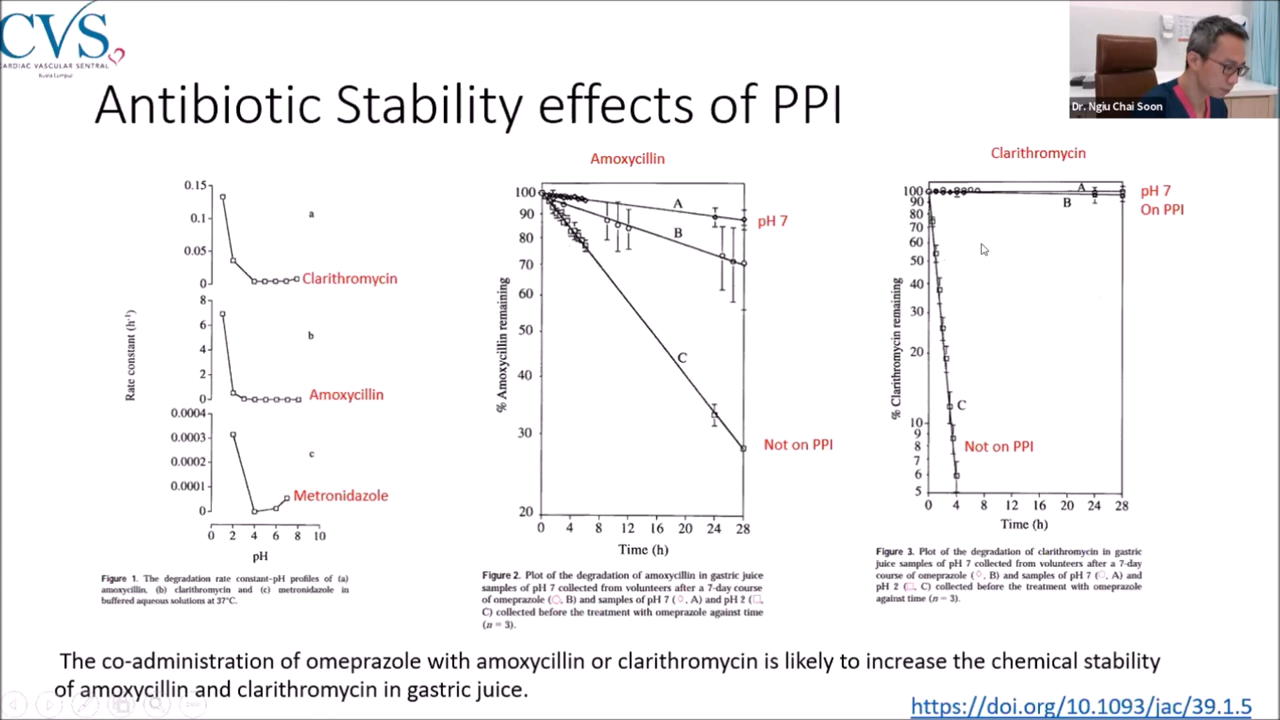 CVS
CARDIAC VASCULAR SENTRAL
Kuala Lumpur
Dr. Ngiu Chai Soon
Antibiotic Stability effects of PPI
Rate constant (h⁻¹)
0.15
0.1
0.05
0
a
Clarithromycin
8
6
4
2
0
b
Amoxycillin
0.0004
0.0003
0.0002
0.0001
0
c
Metronidazole
0 2 4 6 8 10
pH
Figure 1. The degradation rate constant-pH profiles of (a)
amoxycillin, (b) clarithromycin and (c) metronidazole in
buffered aqueous solutions at 37°C.
Amoxycillin
% Amoxycillin remaining
100
90
80
70
60
50
40
30
20
A
B
C
pH 7
Not on PPI
0 4 8 12 16 20 24 28
Time (h)
Figure 2. Plot of the degradation of amoxycillin in gastric juice
samples of pH 7 collected from volunteers after a 7-day course
of omeprazole (○, B) and samples of pH 7 (◇, A) and pH 2 (□,
C) collected before the treatment with omeprazole against time
(n = 3).
Clarithromycin
% Clarithromycin remaining
100
90
80
70
60
50
40
30
20
10
9
8
7
6
5
A
B
C
pH 7
On PPI
Not on PPI
0 4 8 12 16 20 24 28
Time (h)
Figure 3. Plot of the degradation of clarithromycin in gastric
juice samples of pH 7 collected from volunteers after a 7-day
course of omeprazole (◇, B) and samples of pH 7 (○, A) and
pH 2 (□, C) collected before the treatment with omeprazole
against time (n = 3).
The co-administration of omeprazole with amoxycillin or clarithromycin is likely to increase the chemical stability
of amoxycillin and clarithromycin in gastric juice.
https://doi.org/10.1093/jac/39.1.5